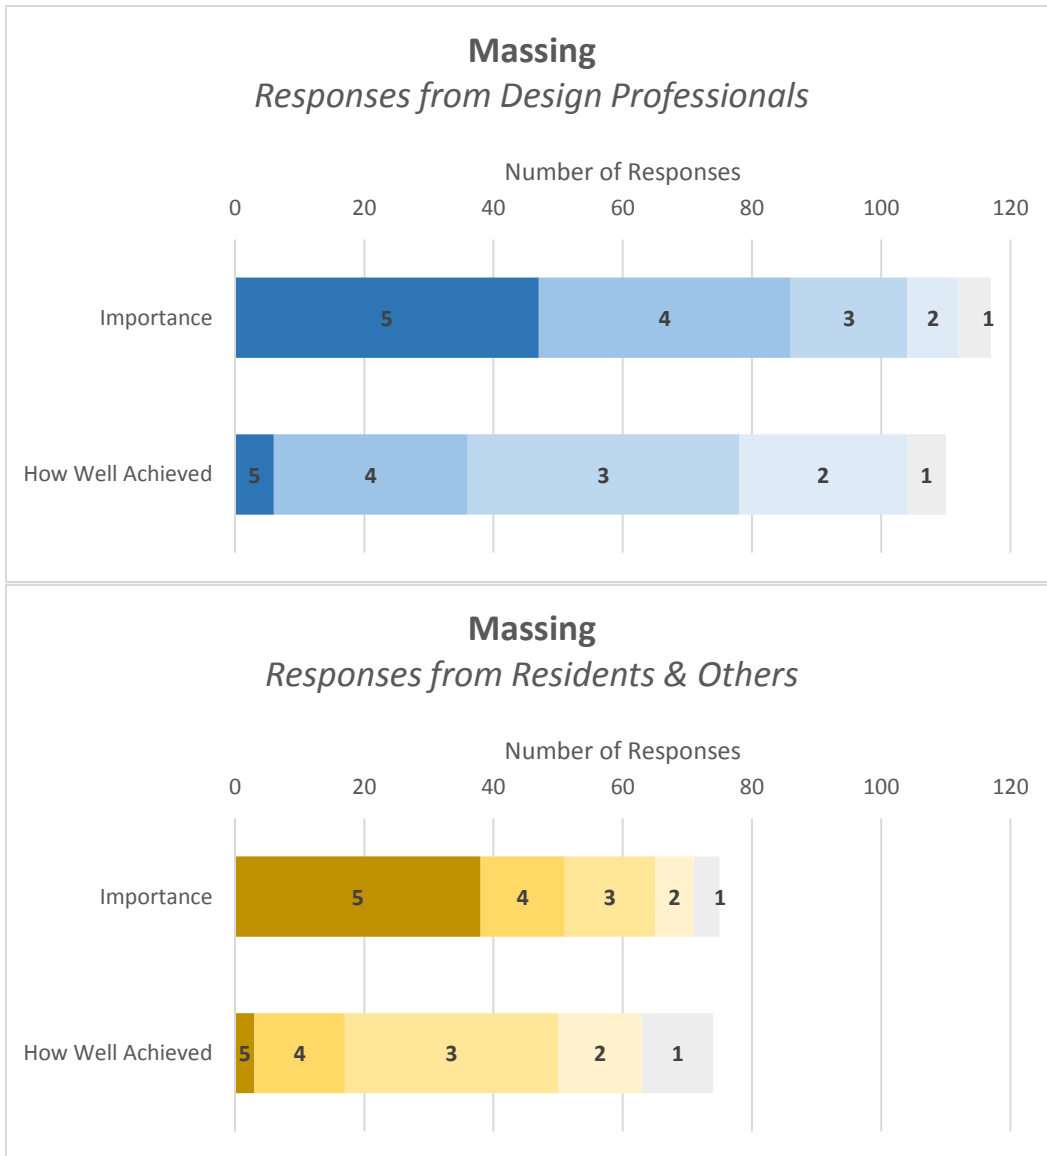 Massing
Responses from Design Professionals
Number of Responses
0 20 40 60 80 100 120
Importance 5 4 3 2 1
How Well Achieved 5 4 3 2 1
Massing
Responses from Residents & Others
Number of Responses
0 20 40 60 80 100 120
Importance 5 4 3 2 1
How Well Achieved 5 4 3 2 1